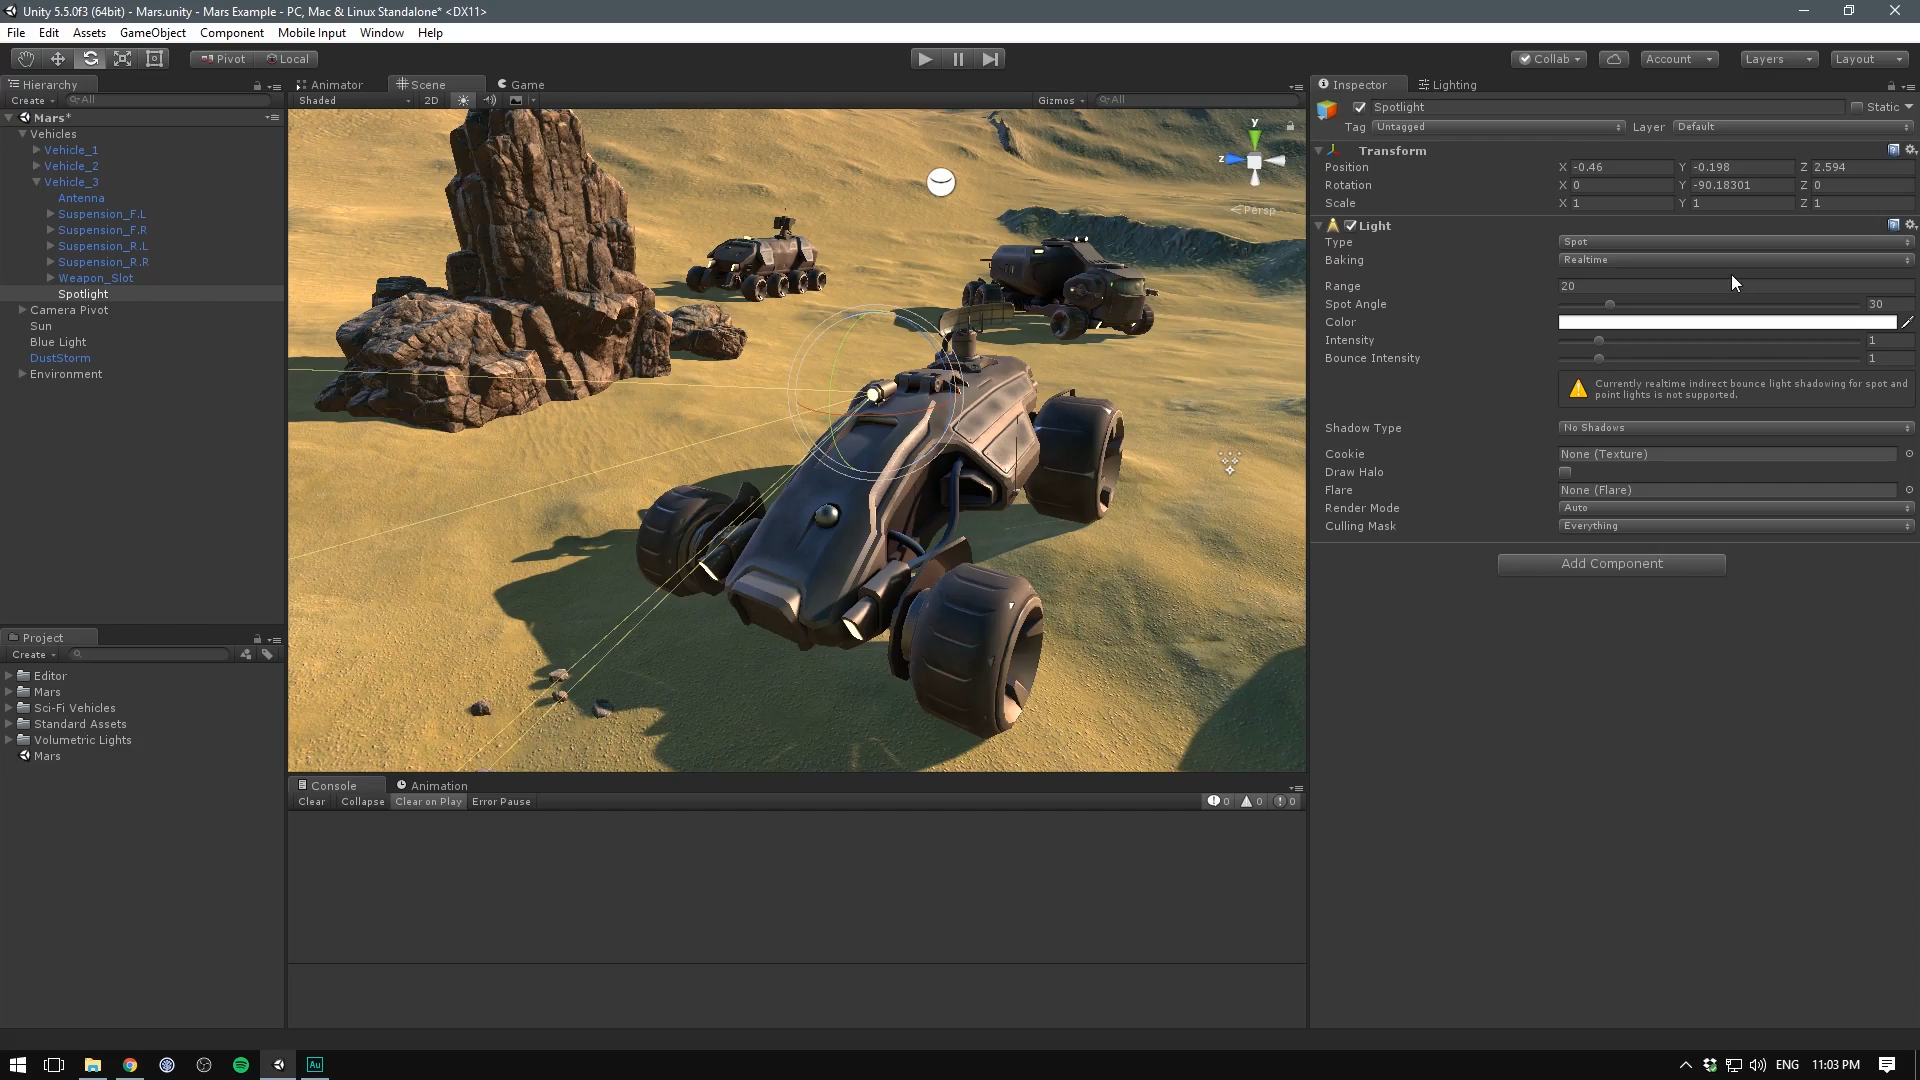 Unity 5.5.0f3 (64bit) - Mars.unity - Mars Example - PC, Mac & Linux Standalone* <DX11>
File Edit Assets GameObject Component Mobile Input Window Help
Pivot Local Collab Account Layers Layout
Hierarchy
Create All
Mars*
Vehicles
Vehicle_1
Vehicle_2
Vehicle_3
Antenna
Suspension_F.L
Suspension_F.R
Suspension_R.L
Suspension_R.R
Weapon_Slot
Spotlight
Camera Pivot
Sun
Blue Light
DustStorm
Environment
Project
Create
Editor
Mars
Sci-Fi Vehicles
Standard Assets
Volumetric Lights
Mars
Animator Scene Game
Shaded 2D Gizmos All
y
z
Persp
Console Animation
Clear Collapse Clear on Play Error Pause 0 0 0
Inspector Lighting
Spotlight Static
Tag Untagged Layer Default
Transform
Position X -0.46 Y -0.198 Z 2.594
Rotation X 0 Y -90.18301 Z 0
Scale X 1 Y 1 Z 1
Light
Type Spot
Baking Realtime
Range 20
Spot Angle 30
Color
Intensity 1
Bounce Intensity 1
Currently realtime indirect bounce light shadowing for spot and
point lights is not supported.
Shadow Type No Shadows
Cookie None (Texture)
Draw Halo
Flare None (Flare)
Render Mode Auto
Culling Mask Everything
Add Component
Au ENG 11:03 PM